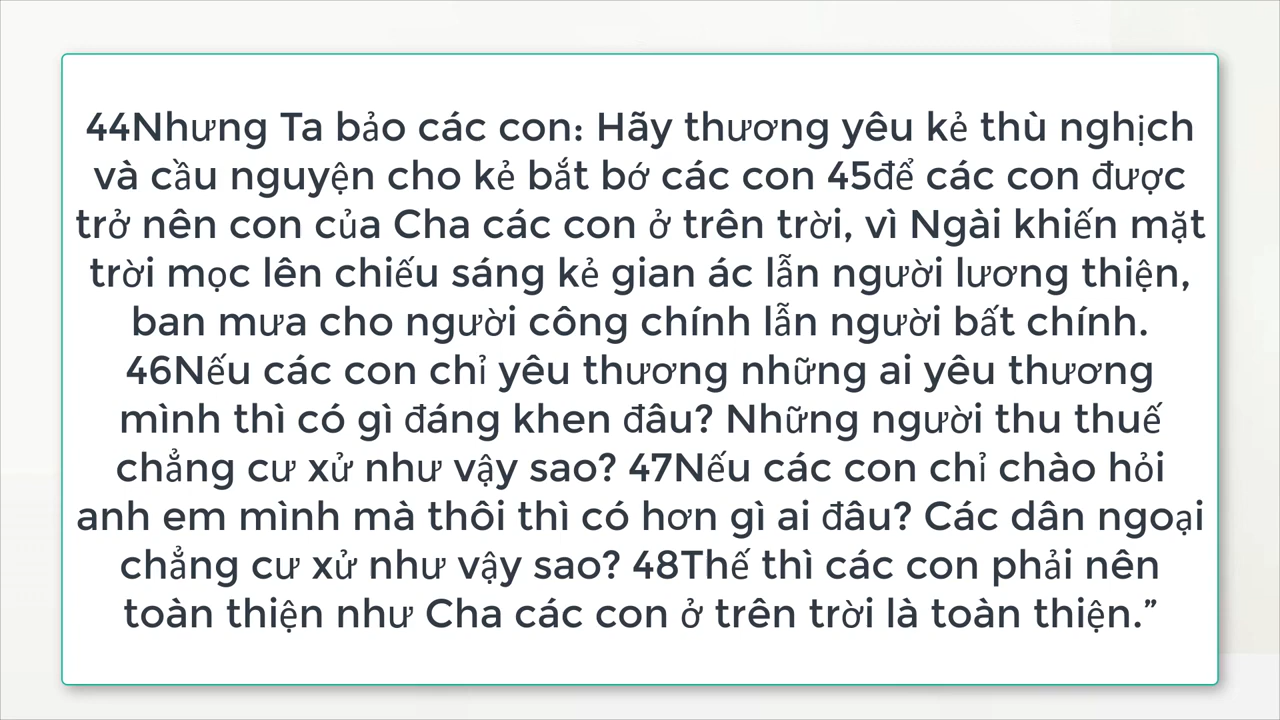 44Nhưng Ta bảo các con: Hãy thương yêu kẻ thù nghịch
và cầu nguyện cho kẻ bắt bớ các con 45để các con được
trở nên con của Cha các con ở trên trời, vì Ngài khiến mặt
trời mọc lên chiếu sáng kẻ gian ác lẫn người lương thiện,
ban mưa cho người công chính lẫn người bất chính.
46Nếu các con chỉ yêu thương những ai yêu thương
mình thì có gì đáng khen đâu? Những người thu thuế
chẳng cư xử như vậy sao? 47Nếu các con chỉ chào hỏi
anh em mình mà thôi thì có hơn gì ai đâu? Các dân ngoại
chẳng cư xử như vậy sao? 48Thế thì các con phải nên
toàn thiện như Cha các con ở trên trời là toàn thiện.”